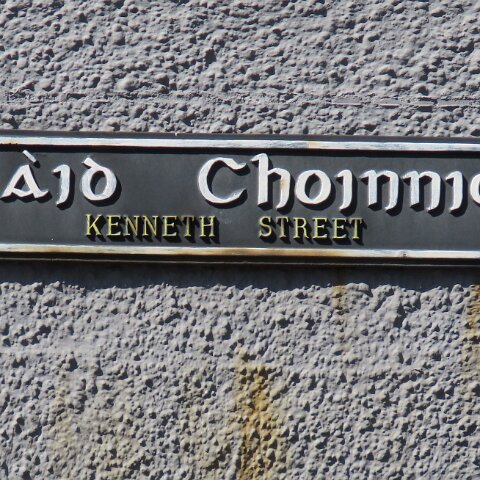 àid Choinnic
KENNETH STREET